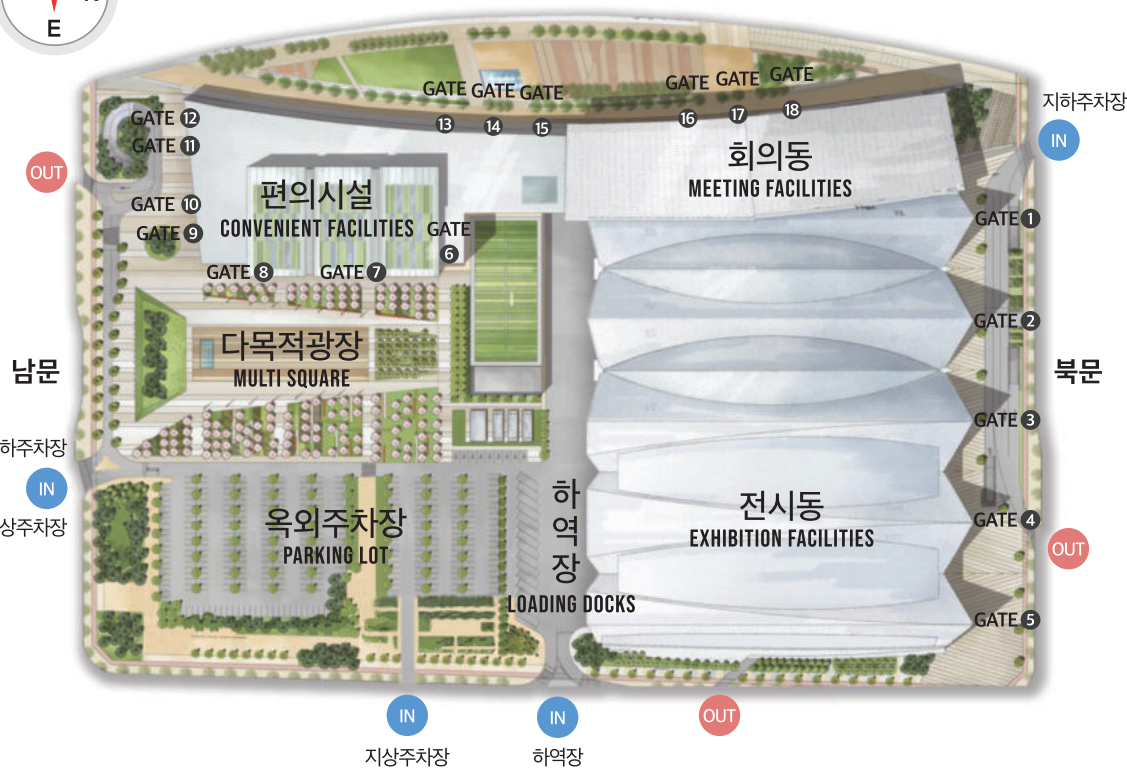 E
GATE GATE GATE
13 14 15
GATE GATE GATE
16 17 18
GATE 12
GATE 11
GATE 10
GATE 9
OUT
지하주차장
IN
회의동
MEETING FACILITIES
편의시설
CONVENIENT FACILITIES
GATE
6
GATE 8
GATE 7
GATE 1
GATE 2
다목적광장
MULTI SQUARE
남문
북문
GATE 3
하주차장
IN
상주차장
옥외주차장
PARKING LOT
하
역
장
LOADING DOCKS
전시동
EXHIBITION FACILITIES
GATE 4
OUT
GATE 5
IN
지상주차장
IN
하역장
OUT